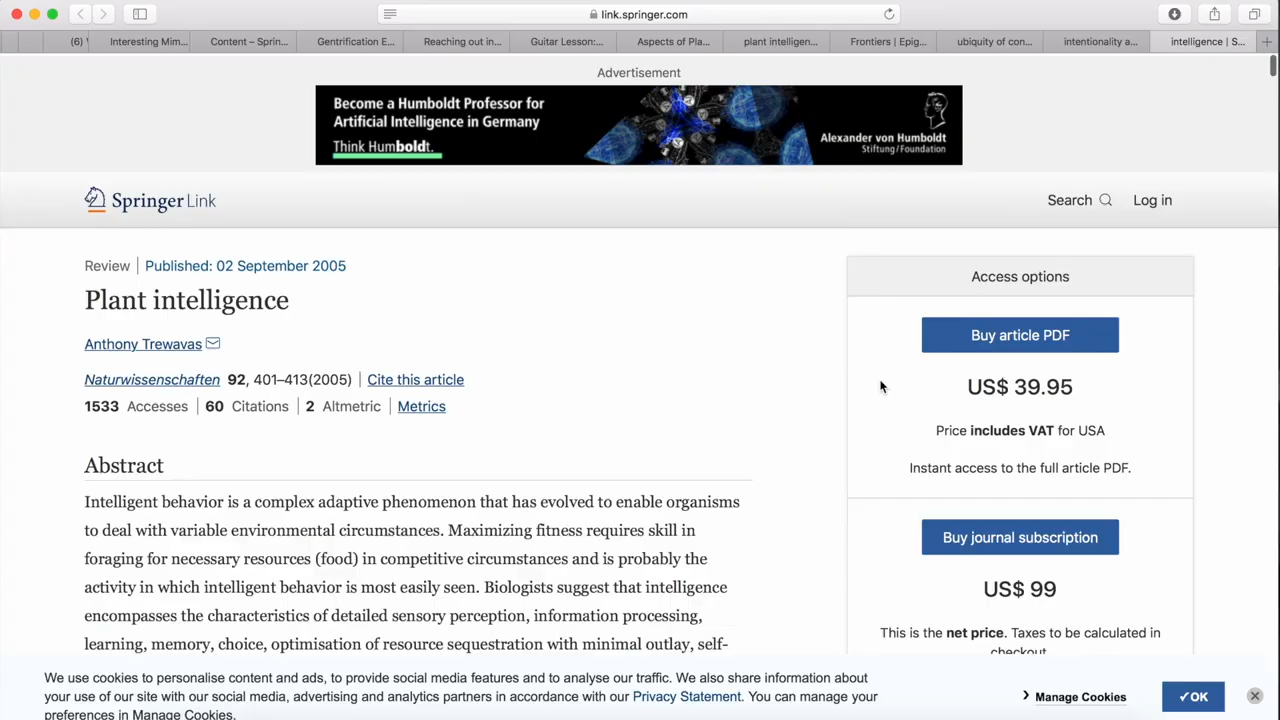 link.springer.com
(6)
Interesting Mim...
Content – Sprin...
Gentrification E...
Reaching out in...
Guitar Lesson:...
Aspects of Pla...
plant intelligen...
Frontiers | Epig...
ubiquity of con...
intentionality a...
intelligence | S...
Advertisement
Become a Humboldt Professor for
Artificial Intelligence in Germany
Think Humboldt.
Alexander von Humboldt
Stiftung/Foundation
Springer Link
Search
Log in
Review | Published: 02 September 2005
Plant intelligence
Anthony Trewavas
Naturwissenschaften 92, 401–413(2005) | Cite this article
1533 Accesses | 60 Citations | 2 Altmetric | Metrics
Abstract
Intelligent behavior is a complex adaptive phenomenon that has evolved to enable organisms
to deal with variable environmental circumstances. Maximizing fitness requires skill in
foraging for necessary resources (food) in competitive circumstances and is probably the
activity in which intelligent behavior is most easily seen. Biologists suggest that intelligence
encompasses the characteristics of detailed sensory perception, information processing,
learning, memory, choice, optimisation of resource sequestration with minimal outlay, self-
Access options
Buy article PDF
US$ 39.95
Price includes VAT for USA
Instant access to the full article PDF.
Buy journal subscription
US$ 99
This is the net price. Taxes to be calculated in
checkout.
We use cookies to personalise content and ads, to provide social media features and to analyse our traffic. We also share information about
your use of our site with our social media, advertising and analytics partners in accordance with our Privacy Statement. You can manage your
preferences in Manage Cookies.
Manage Cookies
✓OK